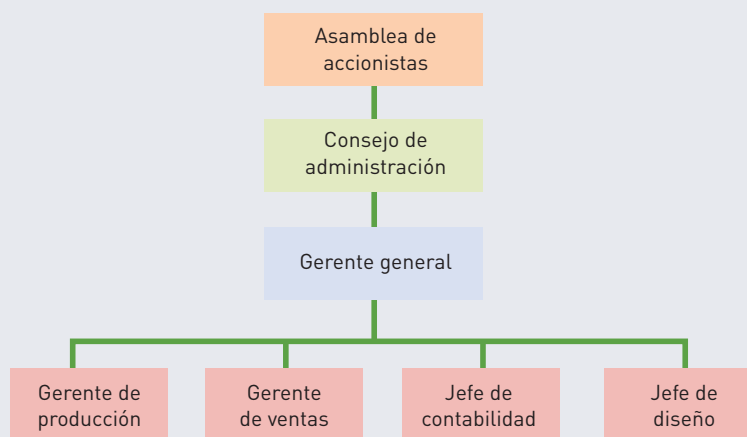 Asamblea de
accionistas
Consejo de
administración
Gerente general
Gerente de
producción
Gerente
de ventas
Jefe de
contabilidad
Jefe de
diseño